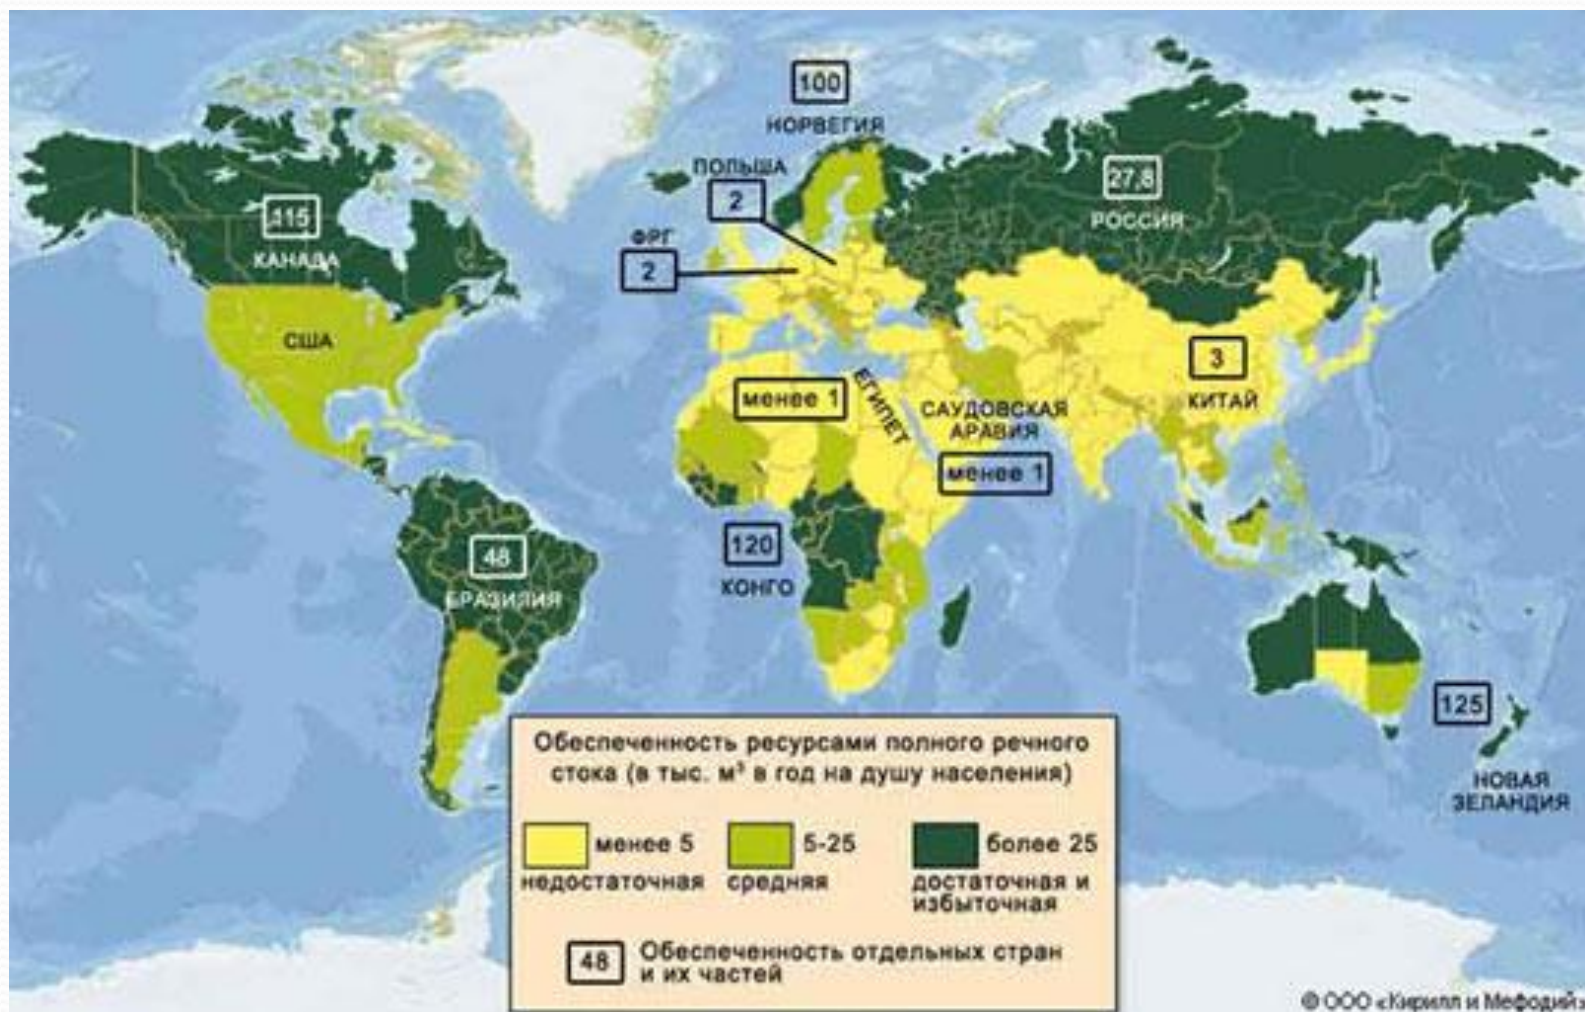 100
НОРВЕГИЯ
ПОЛЬША
2
ФРГ
2
27,8
РОССИЯ
115
КАНАДА
США
3
КИТАЙ
менее 1
ЕГИПЕТ
САУДОВСКАЯ
АРАВИЯ
менее 1
48
БРАЗИЛИЯ
120
КОНГО
125
НОВАЯ
ЗЕЛАНДИЯ
Обеспеченность ресурсами полного речного
стока (в тыс. м³ в год на душу населения)
менее 5
недостаточная
5-25
средняя
более 25
достаточная и
избыточная
48
Обеспеченность отдельных стран
и их частей
© ООО «Кирилл и Мефодий»